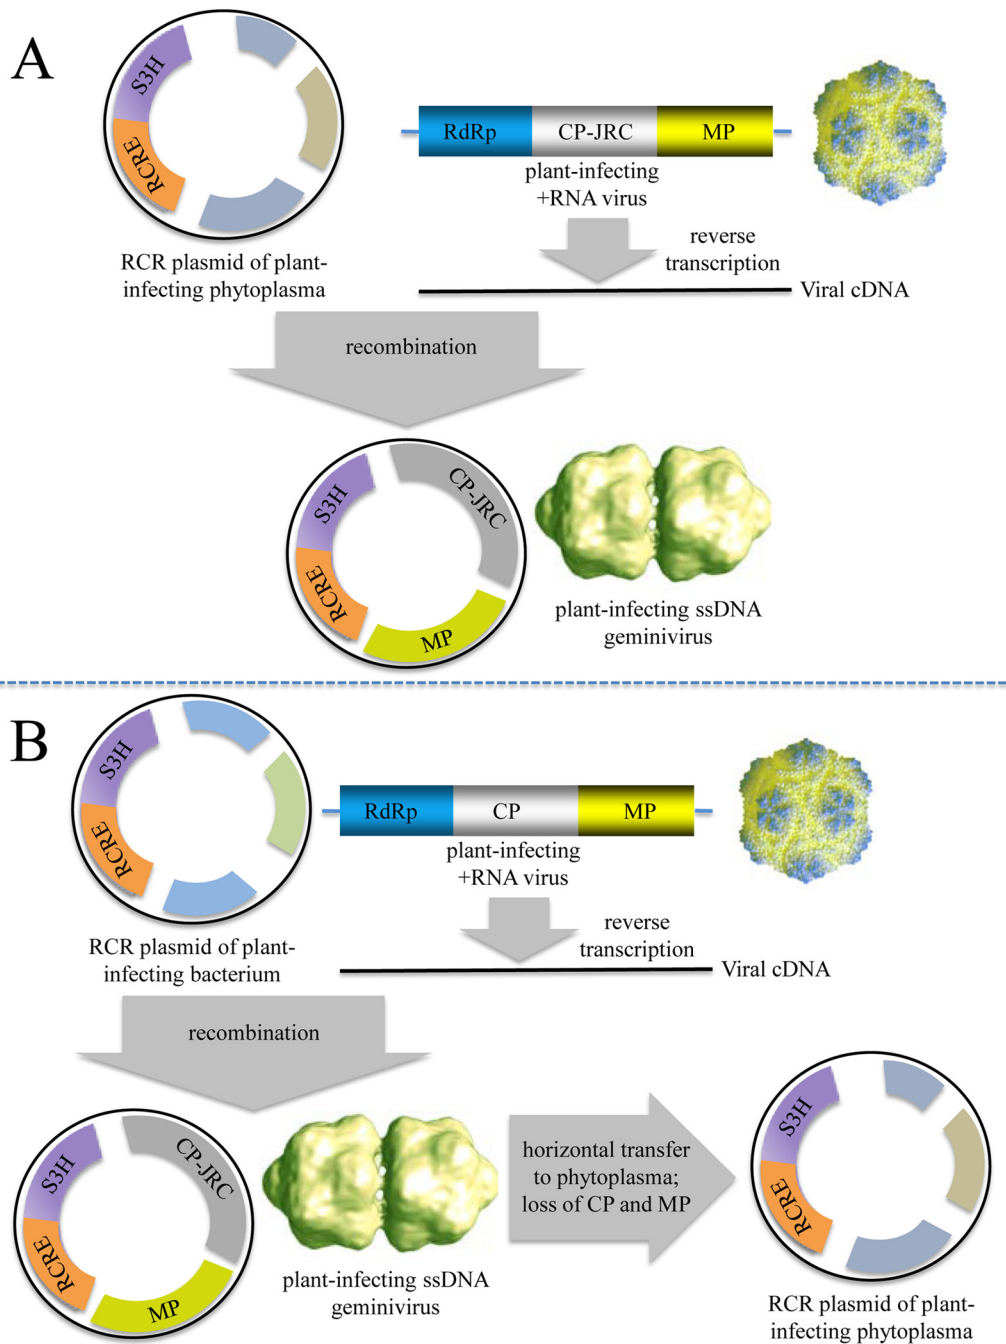 A
S3H
RCRE
RCR plasmid of plant-
infecting phytoplasma
RdRp
CP-JRC
MP
plant-infecting
+RNA virus
reverse
transcription
Viral cDNA
recombination
S3H
RCRE
CP-JRC
MP
plant-infecting ssDNA
geminivirus
B
S3H
RCRE
RCR plasmid of plant-
infecting bacterium
RdRp
CP
MP
plant-infecting
+RNA virus
reverse
transcription
Viral cDNA
recombination
S3H
RCRE
CP-JRC
MP
plant-infecting ssDNA
geminivirus
horizontal transfer
to phytoplasma;
loss of CP and MP
S3H
RCRE
RCR plasmid of plant-
infecting phytoplasma